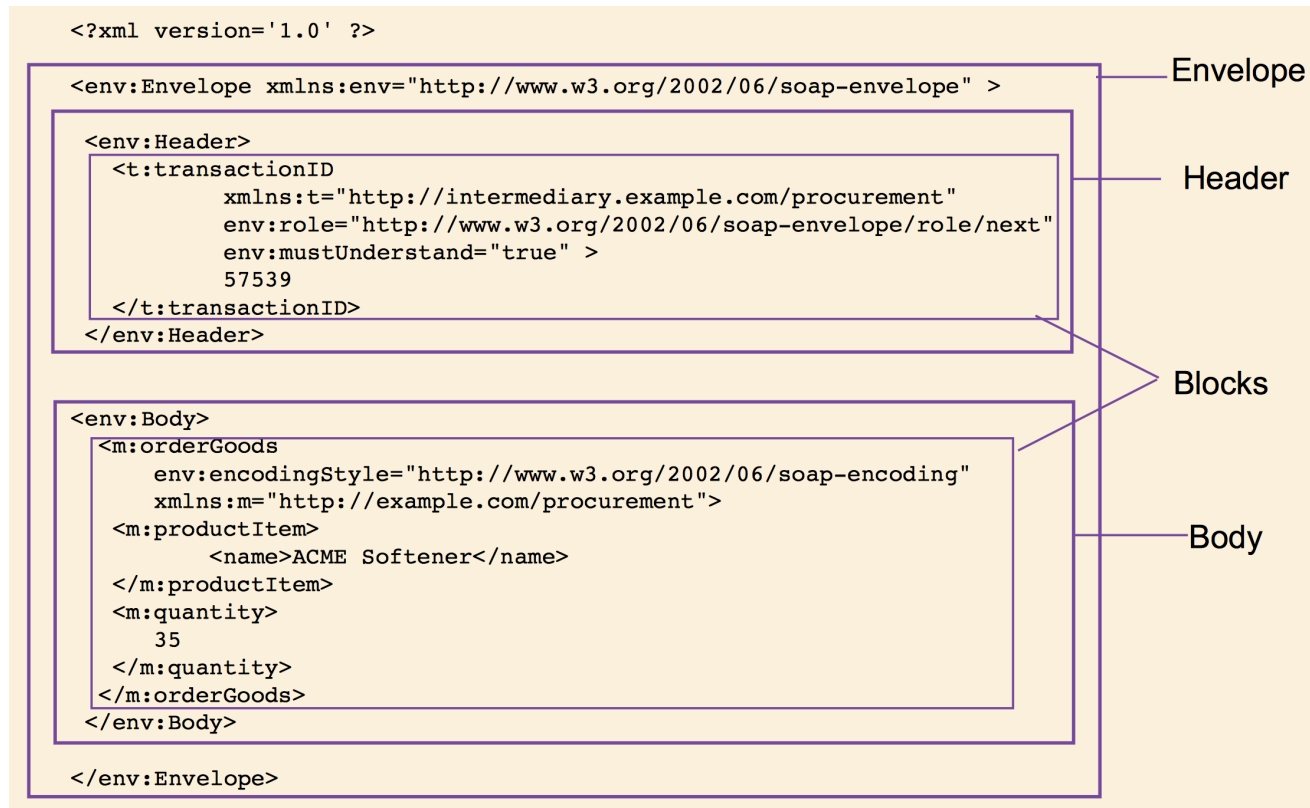 <?xml version='1.0' ?>
<env:Envelope xmlns:env="http://www.w3.org/2002/06/soap-envelope" >
Envelope
<env:Header>
<t:transactionID
xmlns:t="http://intermediary.example.com/procurement"
Header
env:role="http://www.w3.org/2002/06/soap-envelope/role/next"
env:mustUnderstand="true" >
57539
</t:transactionID>
</env:Header>
Blocks
<env:Body>
<m:orderGoods
env:encodingStyle="http://www.w3.org/2002/06/soap-encoding"
xmlns:m="http://example.com/procurement">
<m:productItem>
Body
<name>ACME Softener</name>
</m:productItem>
<m:quantity>
35
</m:quantity>
</m:orderGoods>
</env:Body>
</env:Envelope>